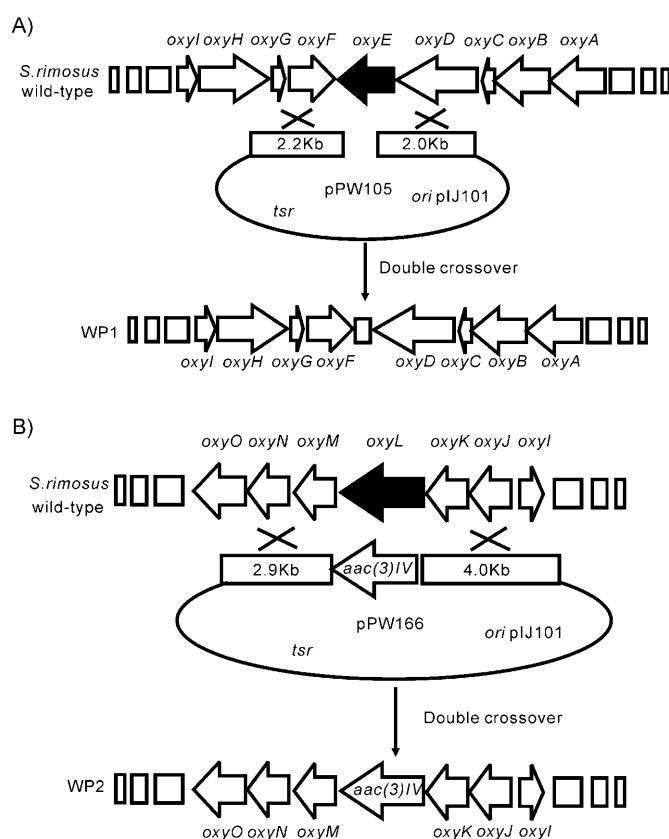 A)
oxyI oxyH oxyG oxyF oxyE oxyD oxyC oxyB oxyA
S.rimosus
wild-type
2.2Kb 2.0Kb
pPW105
tsr ori pIJ101
Double crossover
WP1
oxyI oxyH oxyG oxyF oxyD oxyC oxyB oxyA
B)
oxyO oxyN oxyM oxyL oxyK oxyJ oxyI
S.rimosus
wild-type
2.9Kb aac(3)IV 4.0Kb
pPW166
tsr ori pIJ101
Double crossover
WP2 aac(3)IV
oxyO oxyN oxyM oxyK oxyJ oxyI